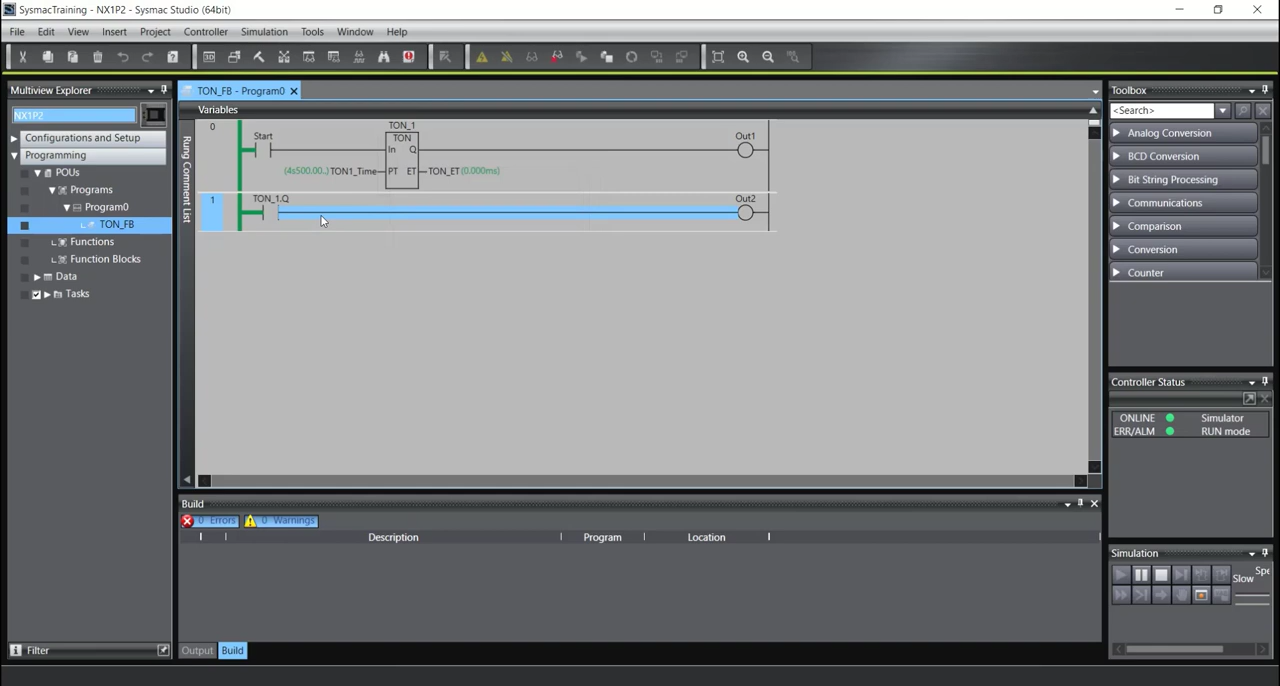 SysmacTraining - NX1P2 - Sysmac Studio (64bit)
File Edit View Insert Project Controller Simulation Tools Window Help
Multiview Explorer
NX1P2
Configurations and Setup
Programming
POUs
Programs
Program0
TON_FB
Functions
Function Blocks
Data
Tasks
Filter
TON_FB - Program0
Variables
Rung Comment List
0
Start
TON_1
TON
In Q
Out1
(4s500.00..) TON1_Time PT ET TON_ET (0.000ms)
1
TON_1.Q
Out2
Build
0 Errors 0 Warnings
Description Program Location
Output Build
Toolbox
<Search>
Analog Conversion
BCD Conversion
Bit String Processing
Communications
Comparison
Conversion
Counter
Controller Status
ONLINE Simulator
ERR/ALM RUN mode
Simulation
Spe
Slow